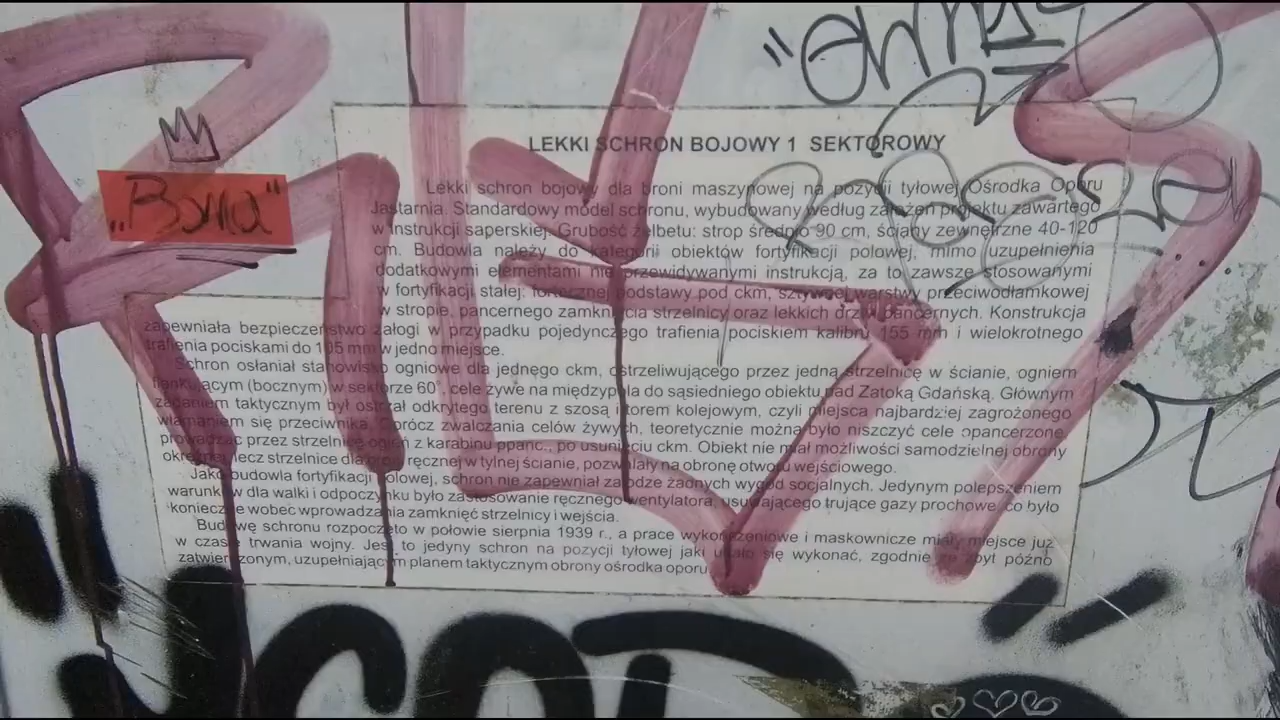 LEKKI SCHRON BOJOWY 1 SEKTOROWY
Lekki schron bojowy dla broni maszynowej na pozycji tyłowej Ośrodka Oporu
Jastarnia. Standardowy model schronu, wybudowany według założeń projektu zawartego
w Instrukcji saperskiej. Grubość żelbetu: strop średnio 90 cm, ściany zewnętrzne 40-120
cm. Budowla należy do kategorii obiektów fortyfikacji polowej, mimo uzupełnienia
dodatkowymi elementami nie przewidywanymi instrukcją, za to zawsze stosowanymi
w fortyfikacji stałej: fortecznej podstawy pod ckm, sztywnej warstwy przeciwodłamkowej
w stropie, pancernego zamknięcia strzelnicy oraz lekkich drzwi pancernych. Konstrukcja
„Boma”
zapewniała bezpieczeństwo załogi w przypadku pojedynczego trafienia pociskiem kalibru 155 mm i wielokrotnego
trafienia pociskami do 105 mm w jedno miejsce.
Schron osłaniał stanowisko ogniowe dla jednego ckm, ostrzeliwującego przez jedną strzelnicę w ścianie, ogniem
flankującym (bocznym) w sektorze 60°, cele żywe na międzypola do sąsiedniego obiektu nad Zatoką Gdańską. Głównym
zadaniem taktycznym był ostrzał odkrytego terenu z szosą i torem kolejowym, czyli miejsca najbardziej zagrożonego
włamaniem się przeciwnika. Oprócz zwalczania celów żywych, teoretycznie można było niszczyć cele opancerzone,
prowadząc przez strzelnicę ogień z karabinu ppanc., po usunięciu ckm. Obiekt nie miał możliwości samodzielnej obrony
okrężnej, lecz strzelnice dla broni ręcznej w tylnej ścianie, pozwalały na obronę otworu wejściowego.
Jako budowla fortyfikacji polowej, schron nie zapewniał załodze żadnych wygód socjalnych. Jedynym polepszeniem
warunków dla walki i odpoczynku było zastosowanie ręcznego wentylatora, usuwającego trujące gazy prochowe, co było
konieczne wobec wprowadzania zamknięć strzelnicy i wejścia.
Budowę schronu rozpoczęto w połowie sierpnia 1939 r., a prace wykończeniowe i maskownicze miały miejsce już
w czasie trwania wojny. Jest to jedyny schron na pozycji tyłowej jaki udało się wykonać, zgodnie ze zbyt późno
zatwierdzonym, uzupełniającym planem taktycznym obrony ośrodka oporu.